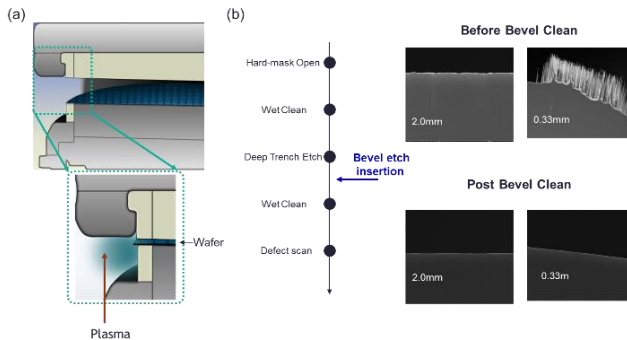 (a)
Wafer
Plasma
(b)
Hard-mask Open
Wet Clean
Deep Trench Etch
Bevel etch
insertion
Wet Clean
Defect scan
Before Bevel Clean
2.0mm
0.33mm
Post Bevel Clean
2.0mm
0.33m